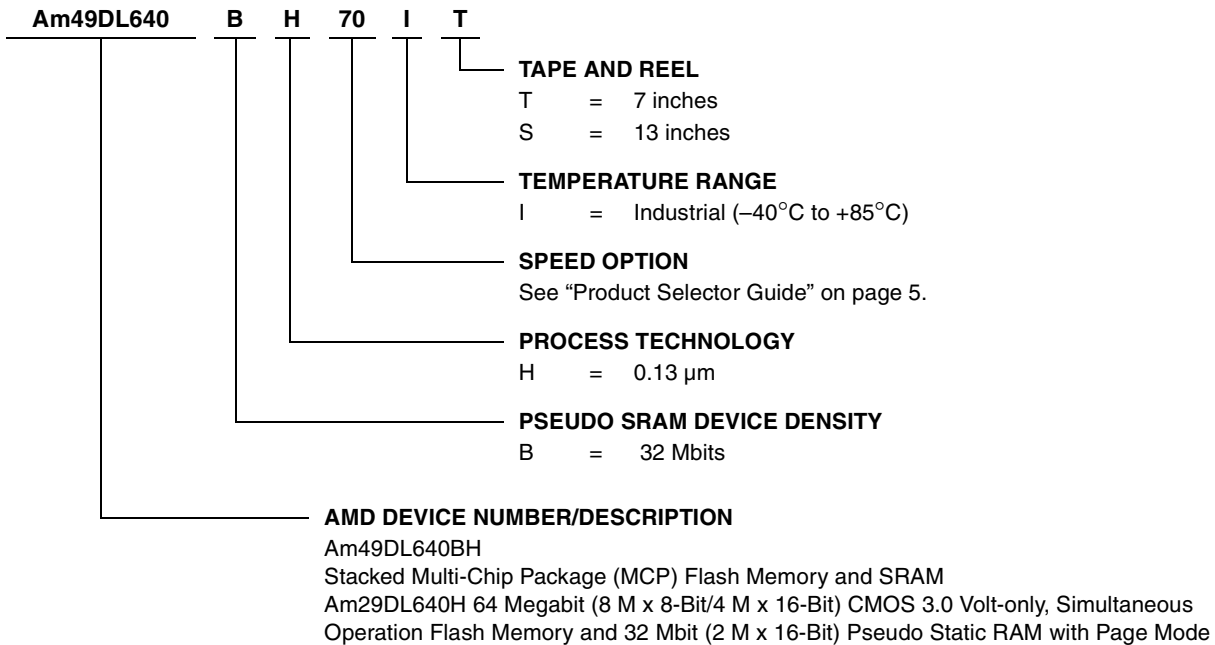 Am49DL640 B H 70 I T
TAPE AND REEL
T = 7 inches
S = 13 inches
TEMPERATURE RANGE
I = Industrial (–40°C to +85°C)
SPEED OPTION
See “Product Selector Guide” on page 5.
PROCESS TECHNOLOGY
H = 0.13 µm
PSEUDO SRAM DEVICE DENSITY
B = 32 Mbits
AMD DEVICE NUMBER/DESCRIPTION
Am49DL640BH
Stacked Multi-Chip Package (MCP) Flash Memory and SRAM
Am29DL640H 64 Megabit (8 M x 8-Bit/4 M x 16-Bit) CMOS 3.0 Volt-only, Simultaneous
Operation Flash Memory and 32 Mbit (2 M x 16-Bit) Pseudo Static RAM with Page Mode